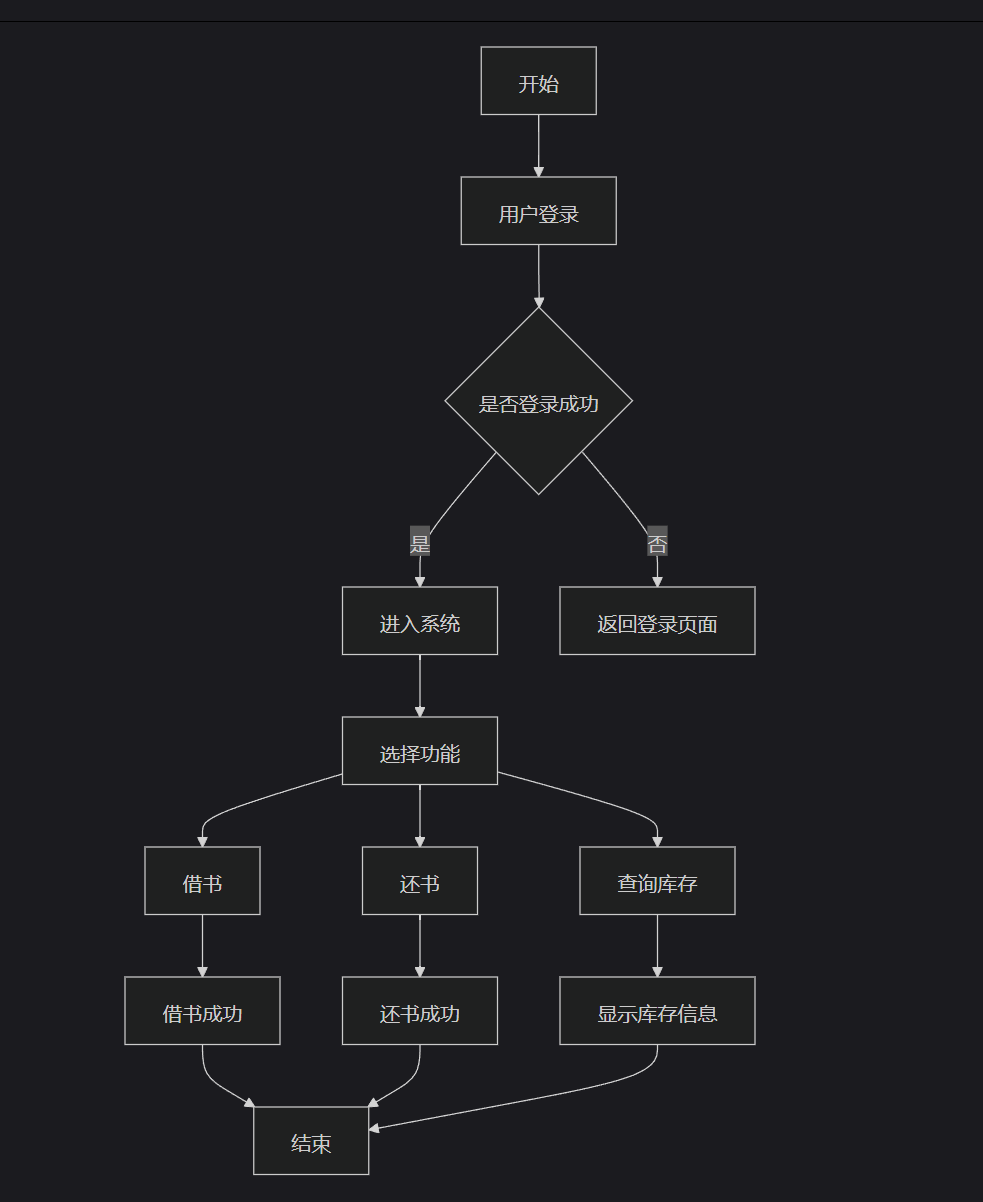 开始
用户登录
是否登录成功
是
否
进入系统
返回登录页面
选择功能
借书
还书
查询库存
借书成功
还书成功
显示库存信息
结束